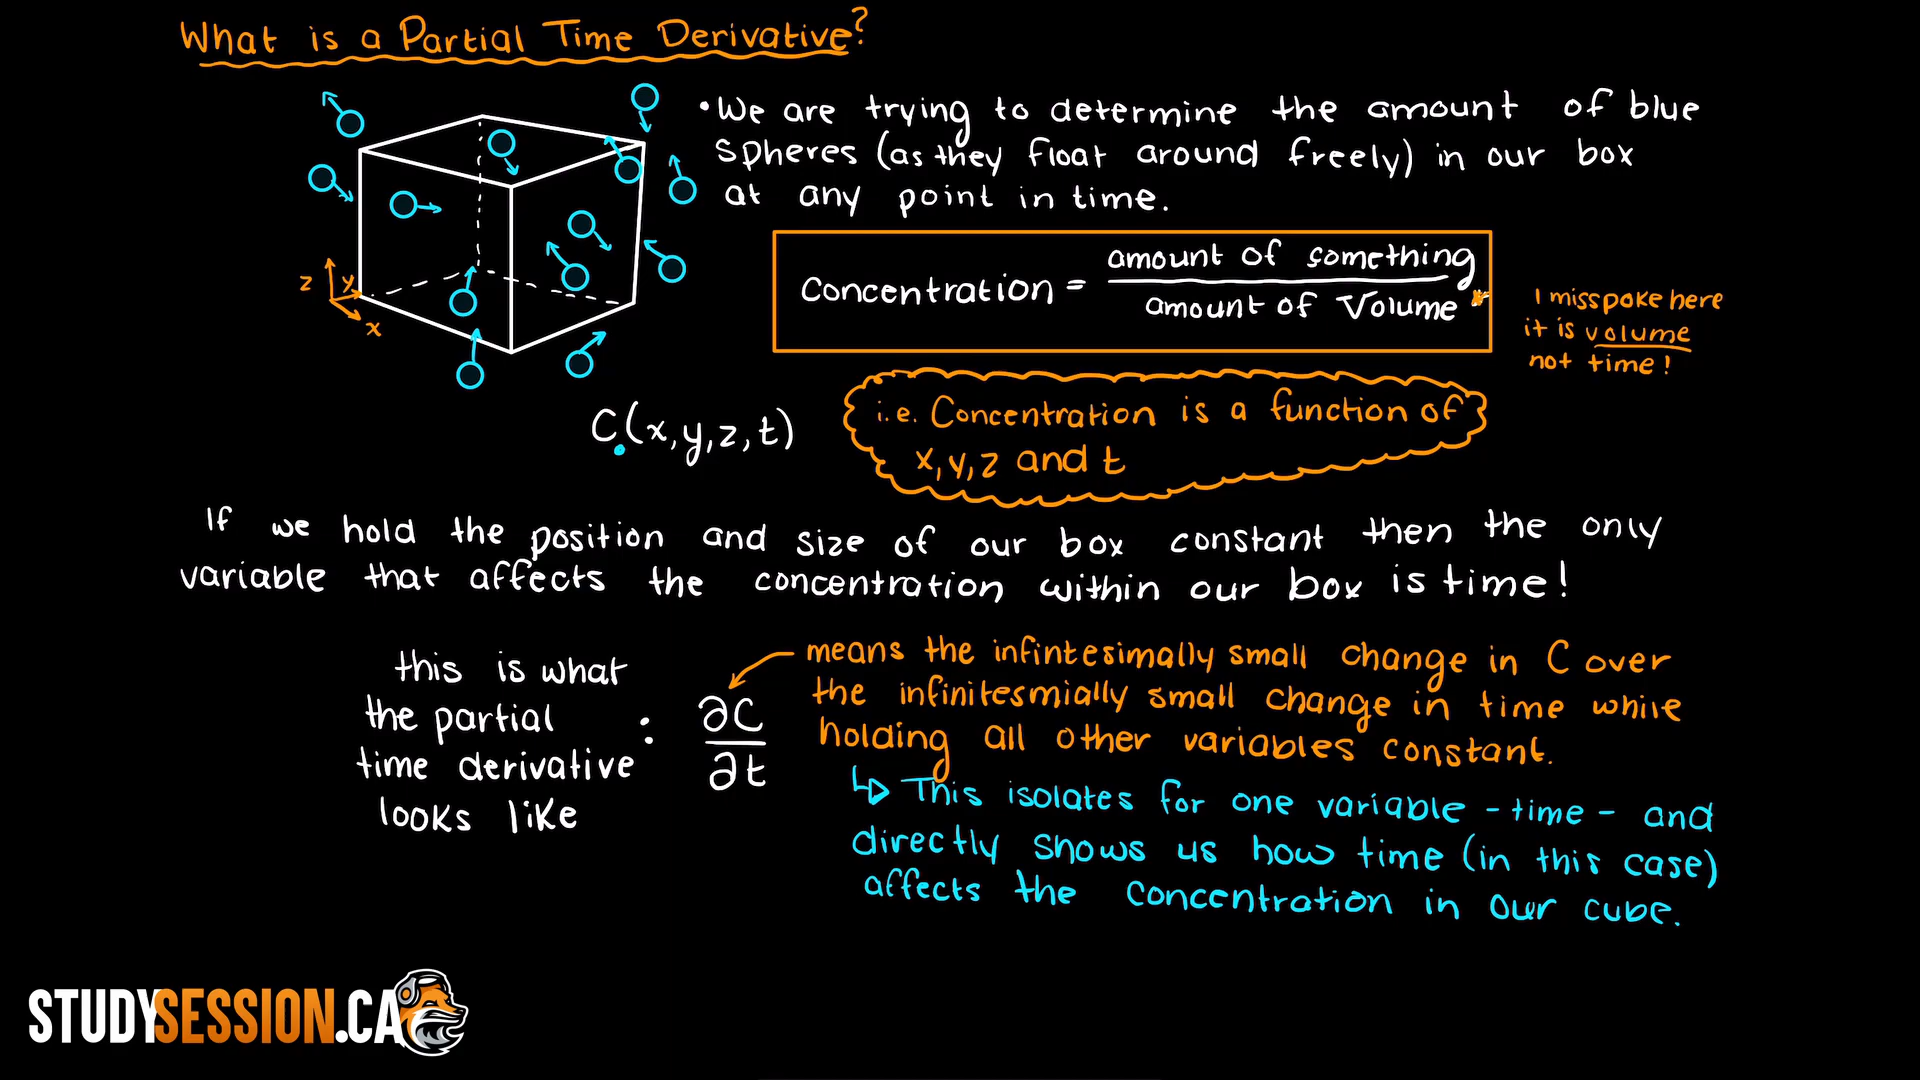 What is a Partial Time Derivative?
• We are trying to determine the amount of blue
spheres (as they float around freely) in our box
at any point in time.
Concentration = amount of something
amount of Volume *
I misspoke here
it is volume
not time!
z y
x
C.(x,y,z,t)
i.e. Concentration is a function of
x,y,z and t
If we hold the position and size of our box constant then the only
variable that affects the concentration within our box is time!
this is what
the partial
time derivative
looks like
:
∂C
∂t
means the infintesimally small change in C over
the infinitesmially small change in time while
holding all other variables constant.
↳ This isolates for one variable - time - and
directly shows us how time (in this case)
affects the concentration in our cube.
STUDYSESSION.CA